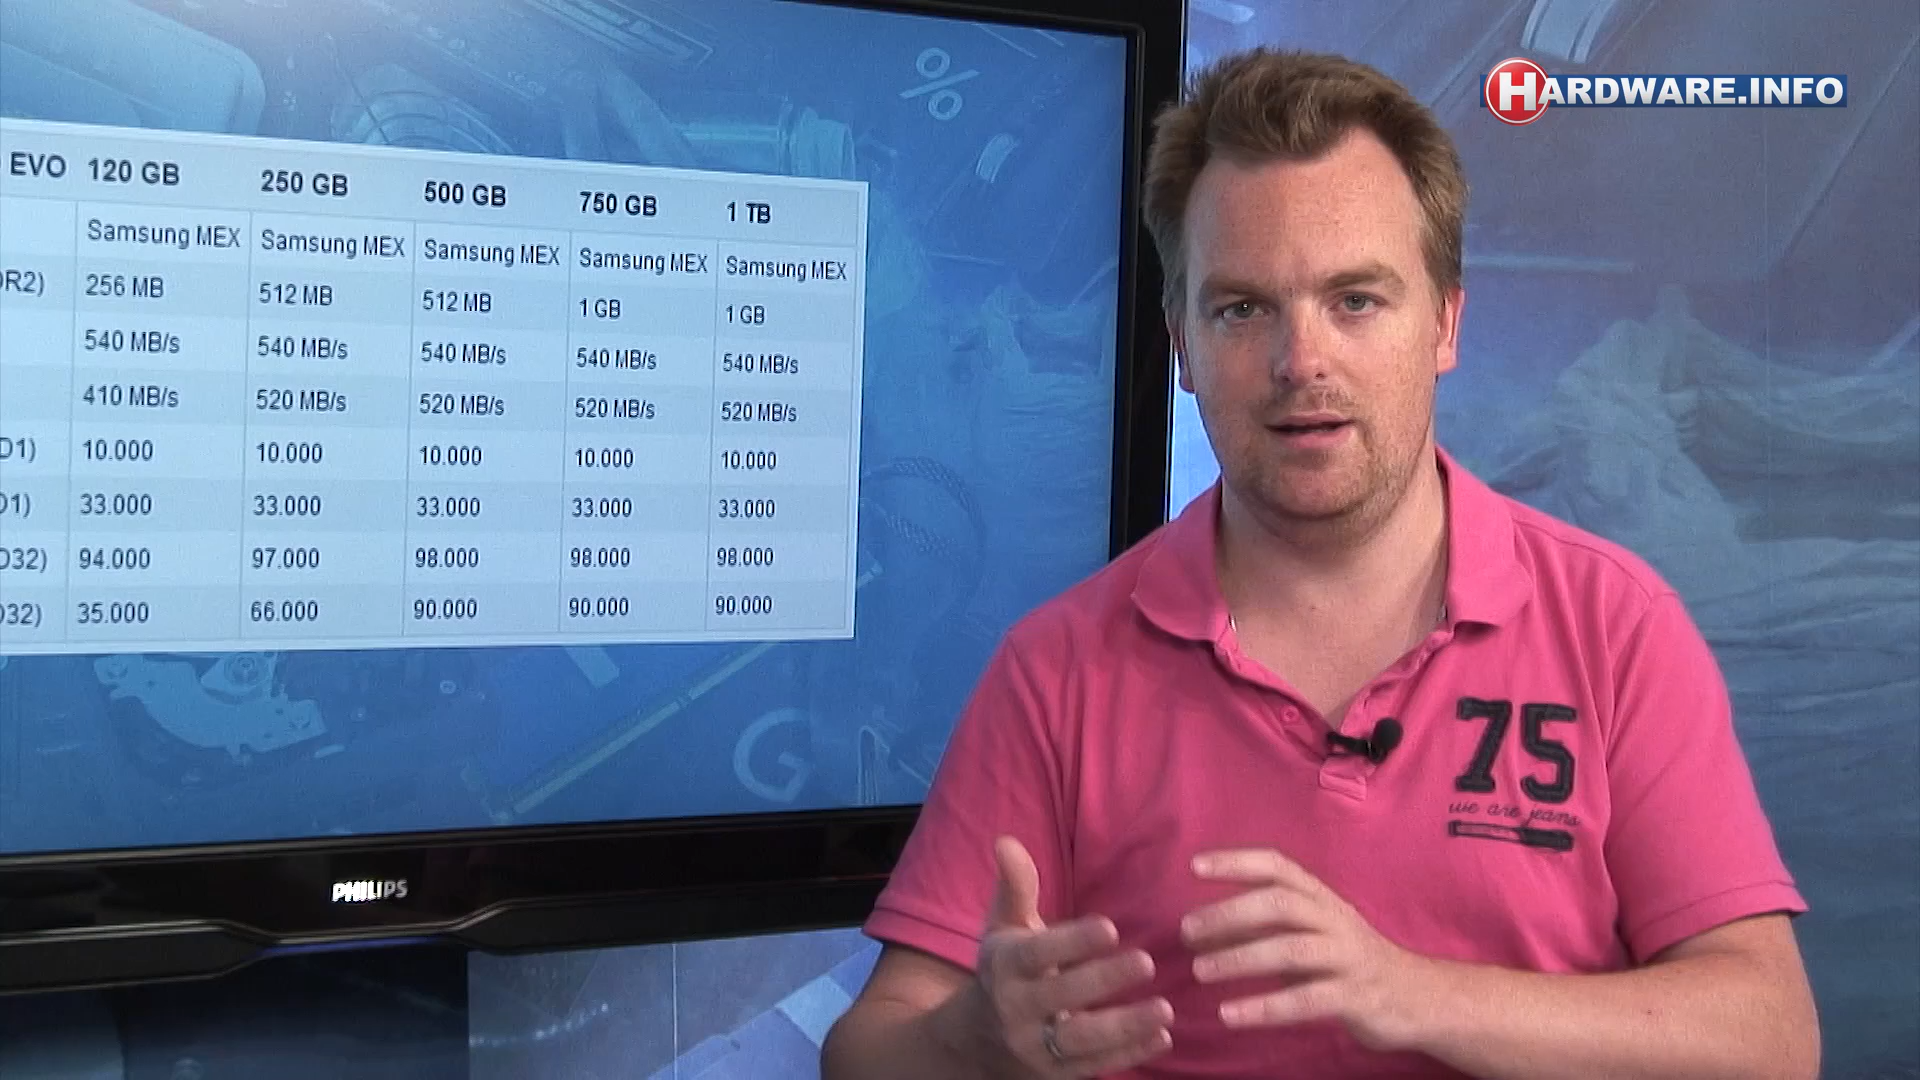 HARDWARE.INFO
EVO 120 GB 250 GB 500 GB 750 GB 1 TB
Samsung MEX Samsung MEX Samsung MEX Samsung MEX Samsung MEX
DR2) 256 MB 512 MB 512 MB 1 GB 1 GB
540 MB/s 540 MB/s 540 MB/s 540 MB/s 540 MB/s
410 MB/s 520 MB/s 520 MB/s 520 MB/s 520 MB/s
D1) 10.000 10.000 10.000 10.000 10.000
D1) 33.000 33.000 33.000 33.000 33.000
D32) 94.000 97.000 98.000 98.000 98.000
D32) 35.000 66.000 90.000 90.000 90.000
%
G
PHILIPS
75
we are jeans